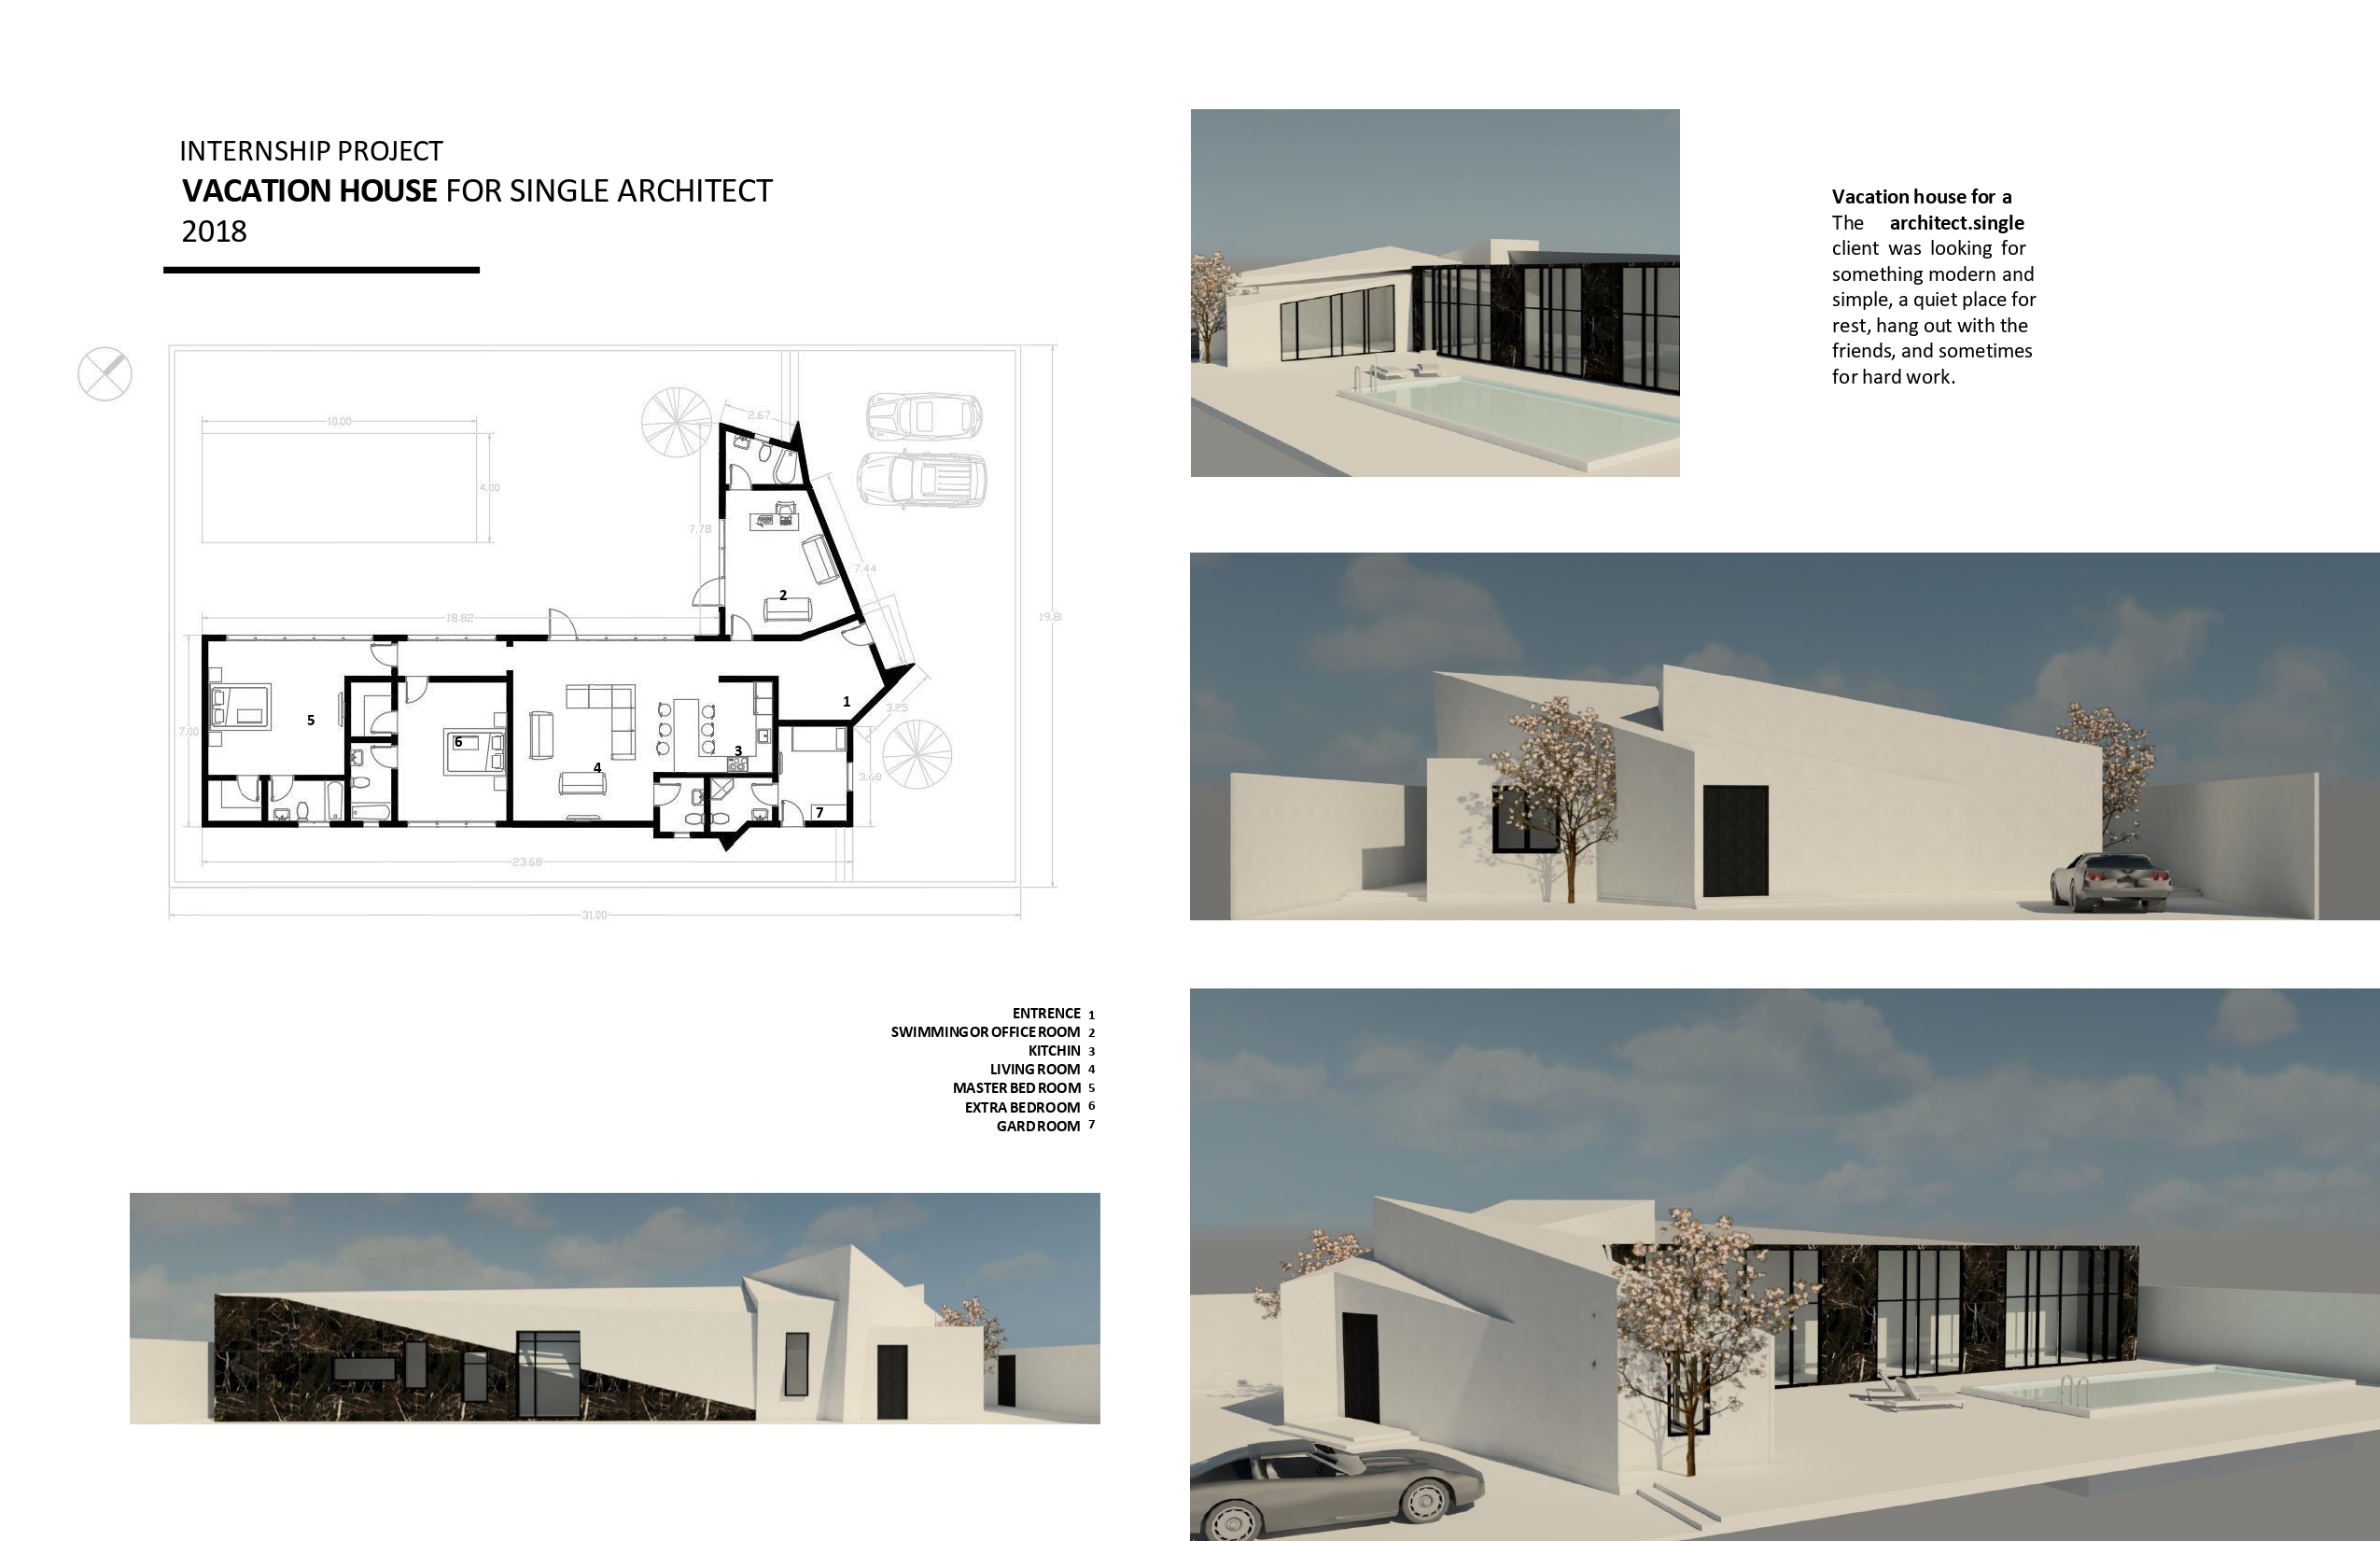 INTERNSHIP PROJECT
VACATION HOUSE FOR SINGLE ARCHITECT
2018
10.00
4.00
2.67
7.78
7.44
18.82
19.8
7.00
3.25
3.60
23.68
31.00
1
2
3
4
5
6
7
ENTRENCE 1
SWIMMING OR OFFICE ROOM 2
KITCHIN 3
LIVING ROOM 4
MASTER BED ROOM 5
EXTRA BEDROOM 6
GARD ROOM 7
Vacation house for a
The architect.single
client was looking for
something modern and
simple, a quiet place for
rest, hang out with the
friends, and sometimes
for hard work.